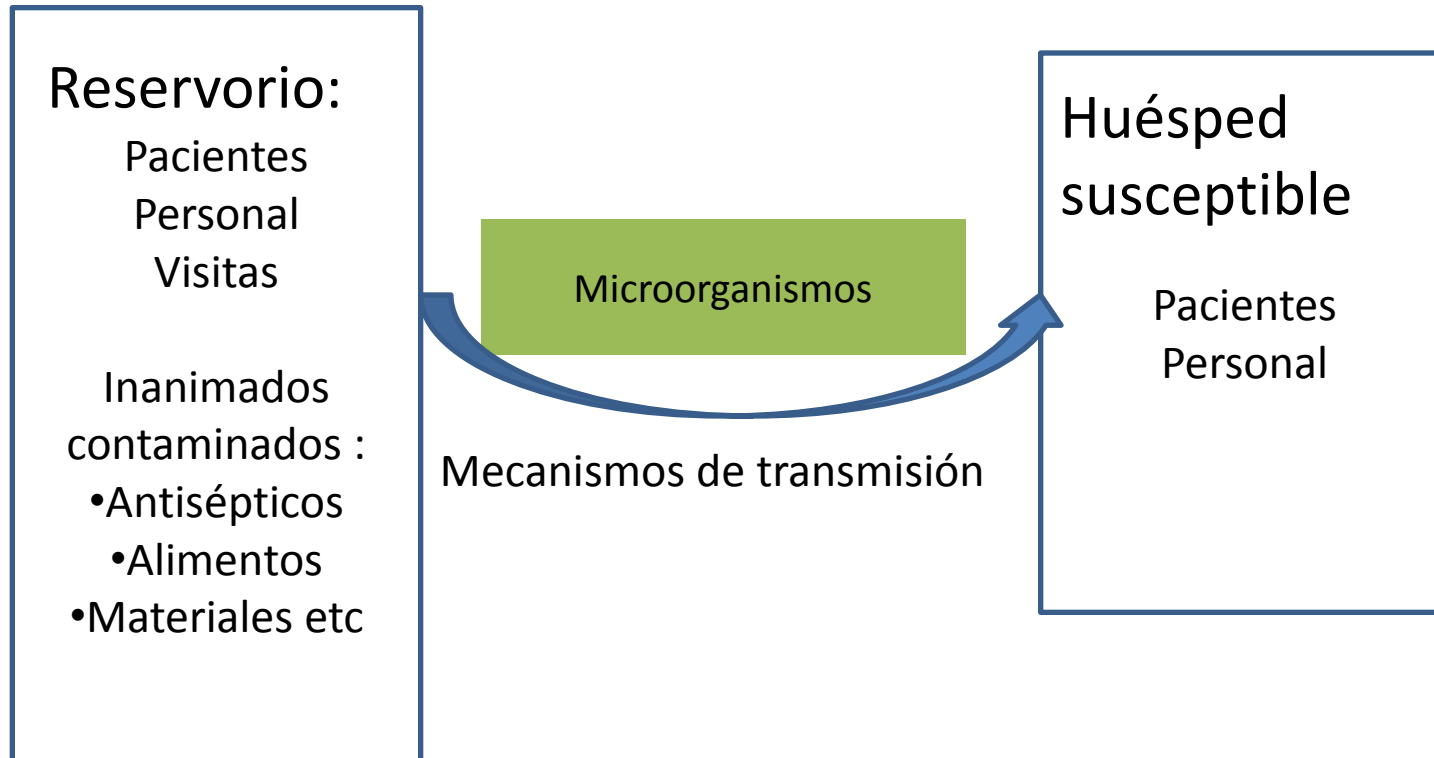 Reservorio:
Pacientes
Personal
Visitas
Inanimados
contaminados :
•Antisépticos
•Alimentos
•Materiales etc
Microorganismos
Mecanismos de transmisión
Huésped
susceptible
Pacientes
Personal